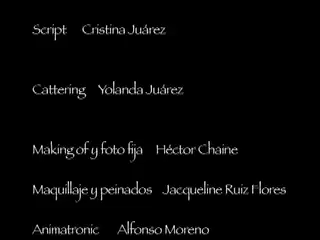 Script Cristina Juárez
Cattering Yolanda Juárez
Making of y foto fija Héctor Chaine
Maquillaje y peinados Jacqueline Ruiz Flores
Animatronic Alfonso Moreno